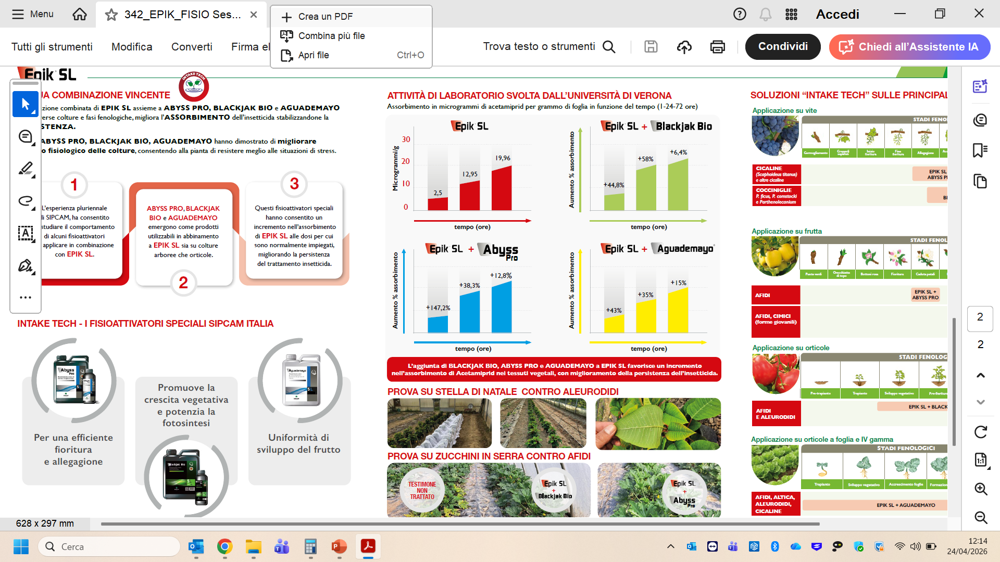 Menu
342_EPIK_FISIO Ses...
Crea un PDF
Combina più file
Apri file
Ctrl+O
Accedi
Tutti gli strumenti
Modifica
Converti
Firma el
Trova testo o strumenti
Condividi
Chiedi all'Assistente IA
Epik SL
INTAKE TECH
UA COMBINAZIONE VINCENTE
zione combinata di EPIK SL assieme a ABYSS PRO, BLACKJAK BIO e AGUADEMAYO
verse colture e fasi fenologiche, migliora l'ASSORBIMENTO dell'insetticida stabilizzandone la
STENZA.
ABYSS PRO, BLACKJAK BIO, AGUADEMAYO hanno dimostrato di migliorare
o fisiologico delle colture, consentendo alla pianta di resistere meglio alle situazioni di stress.
1
L'esperienza pluriennale
di SIPCAM, ha consentito
studiare il comportamento
di alcuni fisioattivatori
applicare in combinazione
con EPIK SL.
ABYSS PRO, BLACKJAK
BIO e AGUADEMAYO
emergono come prodotti
utilizzabili in abbinamento
a EPIK SL sia su colture
arboree che orticole.
2
3
Questi fisioattivatori speciali
hanno consentito un
incremento nell'assorbimento
di EPIK SL alle dosi per cui
sono normalmente impiegati,
migliorando la persistenza
del trattamento insetticida.
INTAKE TECH - I FISIOATTIVATORI SPECIALI SIPCAM ITALIA
Abyss
Pro
5 L
Per una efficiente
fioritura
e allegagione
Promuove la
crescita vegetativa
e potenzia la
fotosintesi
Blackjak Bio
Aguademayo
5 L
Uniformità di
sviluppo del frutto
ATTIVITÀ DI LABORATORIO SVOLTA DALL'UNIVERSITÀ DI VERONA
Assorbimento in microgrammi di acetamiprid per grammo di foglia in funzione del tempo (1-24-72 ore)
Epik SL
Microgrammi/g
30
20
10
0
2,5
12,95
19,96
tempo (ore)
Epik SL + Blackjak Bio
Aumento % assorbimento
+44,8%
+58%
+6,4%
tempo (ore)
Epik SL + Abyss
Pro
Aumento % assorbimento
+147,2%
+38,3%
+12,8%
tempo (ore)
Epik SL + Aguademayo
Aumento % assorbimento
+43%
+35%
+15%
tempo (ore)
L'aggiunta di BLACKJAK BIO, ABYSS PRO e AGUADEMAYO a EPIK SL favorisce un incremento
nell'assorbimento di Acetamiprid nei tessuti vegetali, con miglioramento della persistenza dell'insetticida.
PROVA SU STELLA DI NATALE CONTRO ALEURODIDI
PROVA SU ZUCCHINI IN SERRA CONTRO AFIDI
TESTIMONE
NON
TRATTATO
Epik SL
+
Blackjak Bio
Epik SL
+
Abyss
Pro
SOLUZIONI “INTAKE TECH” SULLE PRINCIPAL
Applicazione su vite
STADI FENO
Germogliamento
Grappoli
separati
Inizio
fioritura
Fine
fioritura
Allegagione
Ac
CICALINE
(Scaphoideus titanus)
e altre cicaline
EPIK SL
ABYSS P
COCCINIGLIE
P. ficus, P. comstocki
e Parthenolecanium
Applicazione su frutta
STADI FENOL
Punte verdi
Orecchiette
di topo
Bottoni rosa
Fioritura
Caduta petali
AFIDI
EPIK SL +
ABYSS PRO
AFIDI, CIMICI
(forme giovanili)
Applicazione su orticole
STADI FENOLOG
Pre-trapianto
Trapianto
Sviluppo vegetativo
Pre-fioritura
AFIDI
E ALEURODIDI
EPIK SL + BLACK
Applicazione su orticole a foglia e IV gamma
STADI FENOLOGICI
Trapianto
Sviluppo vegetativo
Accrescimento foglie
Formazion
AFIDI, ALTICA,
ALEURODIDI,
CICALINE
EPIK SL + AGUADEMAYO
2
2
1:1
628 x 297 mm
Cerca
12:14
24/04/2026